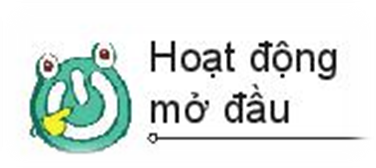 Hoạt động
mở đầu